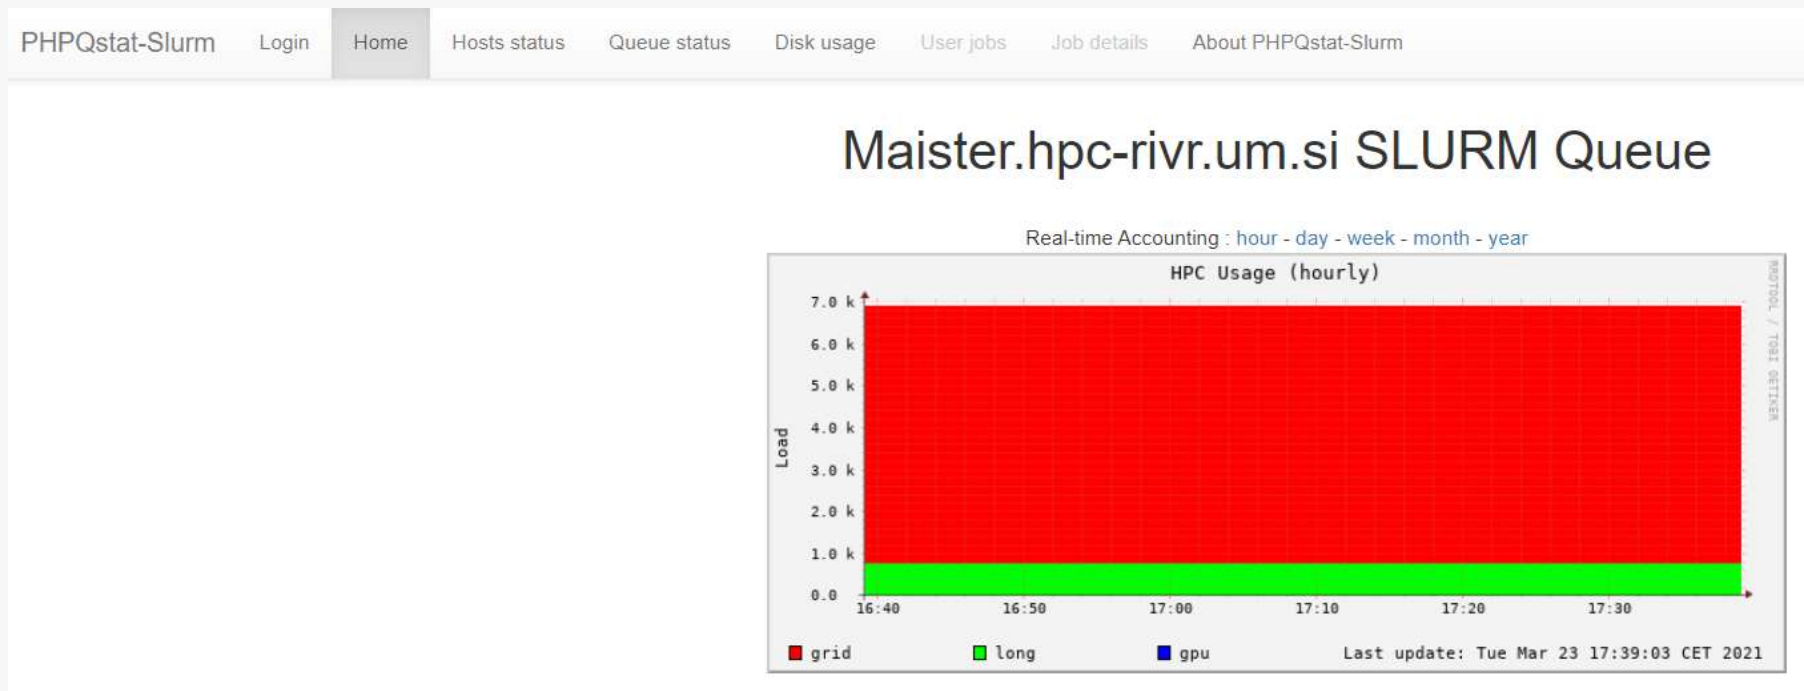 PHPQstat-Slurm Login Home Hosts status Queue status Disk usage User jobs Job details About PHPQstat-Slurm
Maister.hpc-rivr.um.si SLURM Queue
Real-time Accounting : hour - day - week - month - year
HPC Usage (hourly)
RRDTOOL / TOBI OETIKER
Load
7.0 k
6.0 k
5.0 k
4.0 k
3.0 k
2.0 k
1.0 k
0.0
16:40 16:50 17:00 17:10 17:20 17:30
grid long gpu Last update: Tue Mar 23 17:39:03 CET 2021